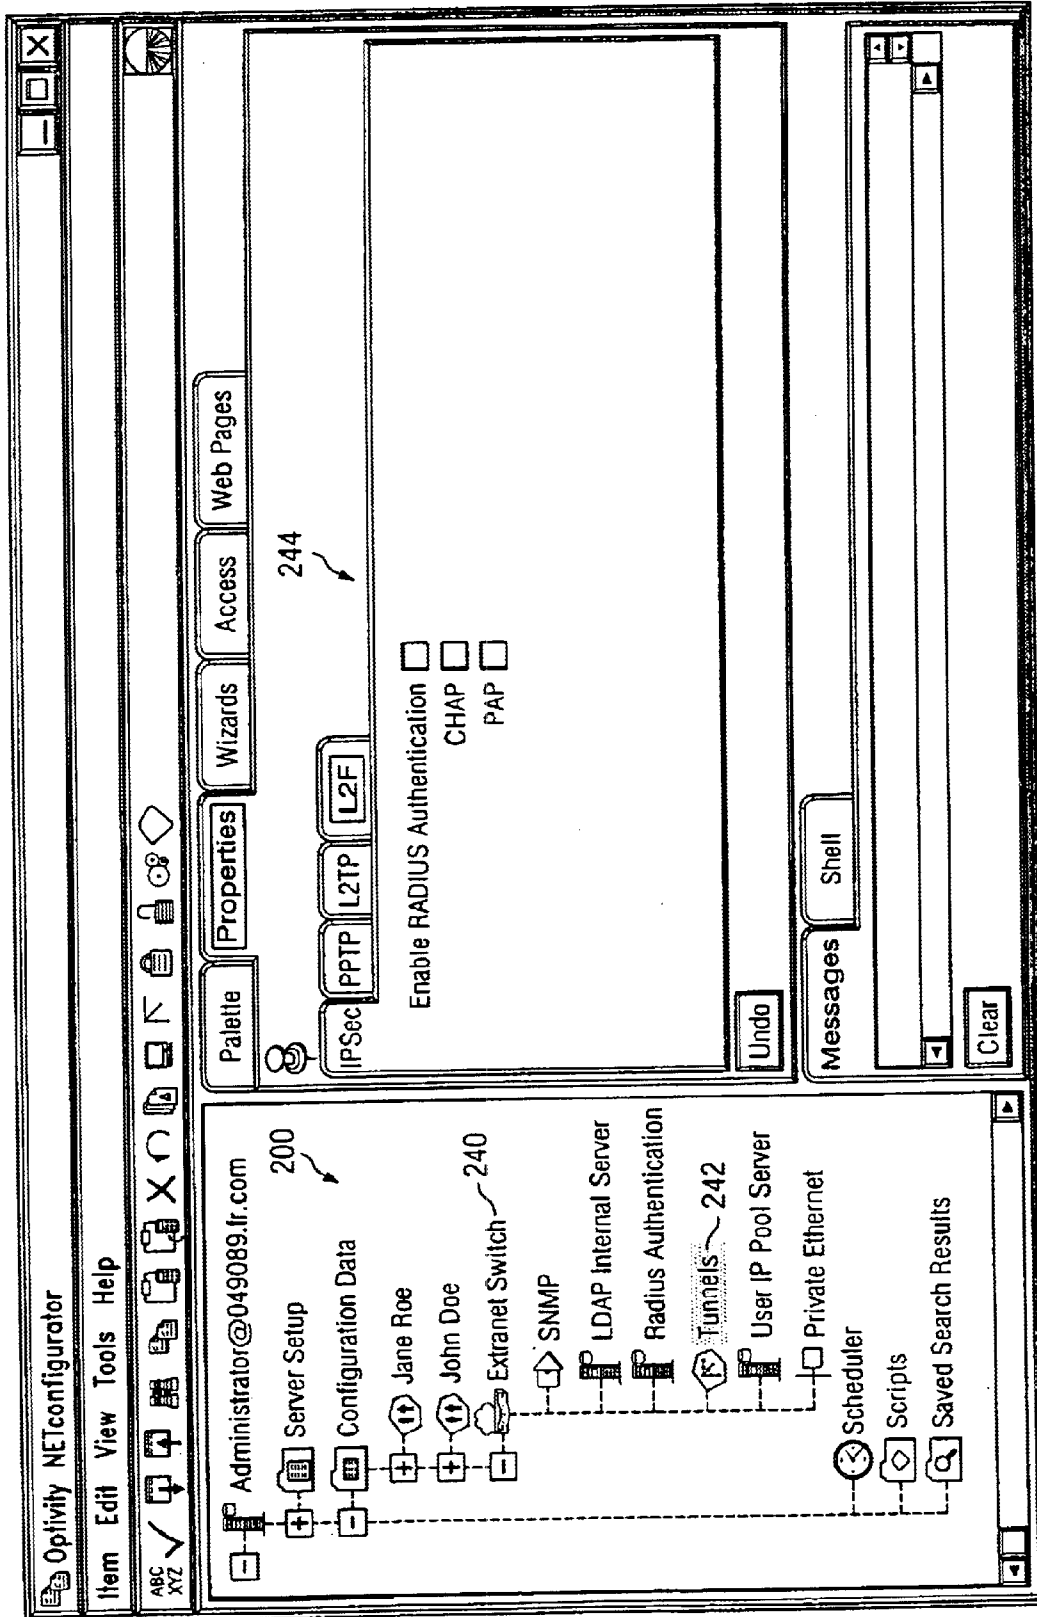 Optivity NETconfigurator
Item Edit View Tools Help
ABC
XYZ
Administrator@049089.fr.com
200
Server Setup
Configuration Data
Jane Roe
John Doe
Extranet Switch 240
SNMP
LDAP Internal Server
Radius Authentication
Tunnels 242
User IP Pool Server
Private Ethernet
Scheduler
Scripts
Saved Search Results
Palette Properties Wizards Access Web Pages
IPSec PPTP L2TP L2F
244
Enable RADIUS Authentication
CHAP
PAP
Undo
Messages Shell
Clear